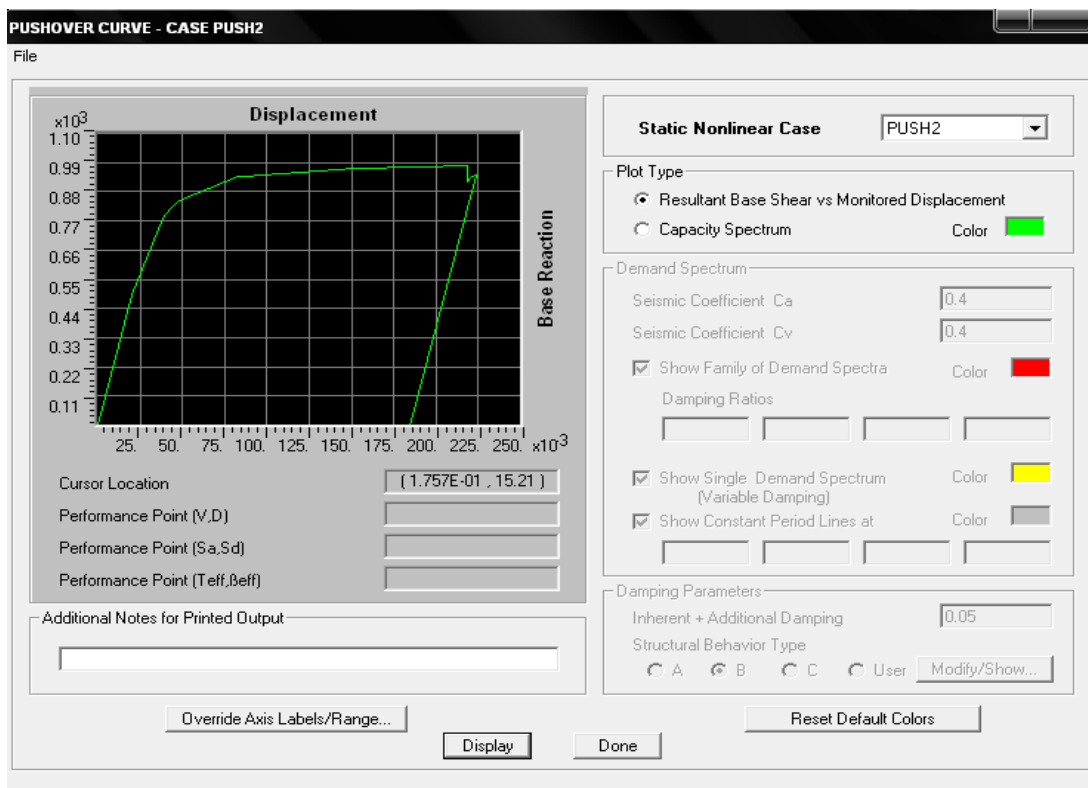 PUSHOVER CURVE - CASE PUSH2
File
Displacement
x10³
1.10
0.99
0.88
0.77
0.66
0.55
0.44
0.33
0.22
0.11
Base Reaction
25. 50. 75. 100. 125. 150. 175. 200. 225. 250. x10³
Cursor Location (1.757E-01 , 15.21 )
Performance Point (V,D)
Performance Point (Sa,Sd)
Performance Point (Teff,ßeff)
Additional Notes for Printed Output
Override Axis Labels/Range...
Static Nonlinear Case PUSH2
Plot Type
Resultant Base Shear vs Monitored Displacement
Capacity Spectrum Color
Demand Spectrum
Seismic Coefficient Ca 0.4
Seismic Coefficient Cv 0.4
Show Family of Demand Spectra Color
Damping Ratios
Show Single Demand Spectrum Color
(Variable Damping)
Show Constant Period Lines at Color
Damping Parameters
Inherent + Additional Damping 0.05
Structural Behavior Type
A B C User Modify/Show...
Reset Default Colors
Display Done